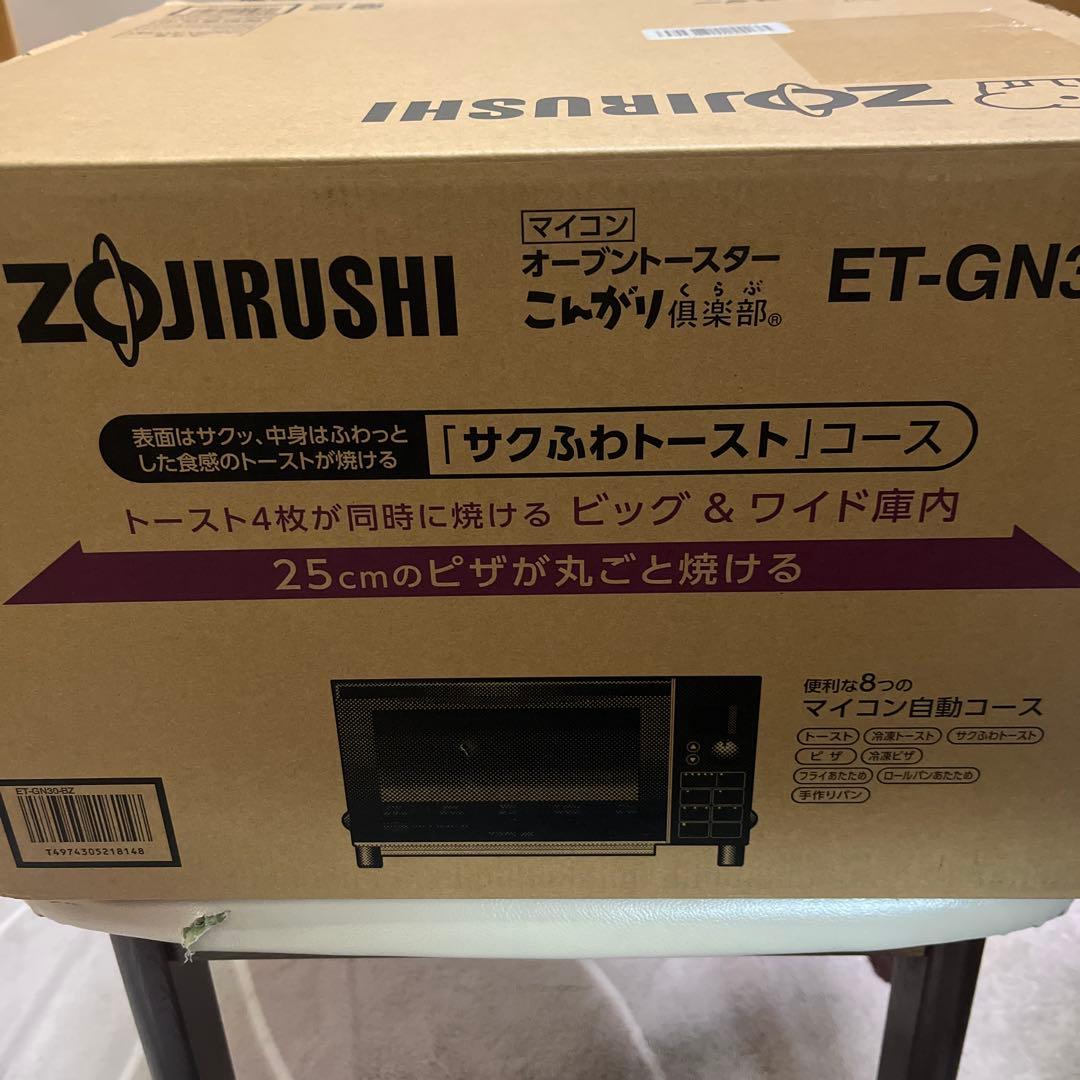 ZOJIRUSHI
ZOJIRUSHI
マイコン
オーブントースター
こんがり倶楽部®
くらぶ
ET-GN3
表面はサクッ、中身はふわっと
した食感のトーストが焼ける
「サクふわトースト」コース
トースト4枚が同時に焼ける ビッグ & ワイド庫内
25cmのピザが丸ごと焼ける
便利な8つの
マイコン自動コース
トースト 冷凍トースト サクふわトースト
ピザ 冷凍ピザ
フライあたため ロールパンあたため
手作りパン
ET-GN30-BZ
T4974305218148